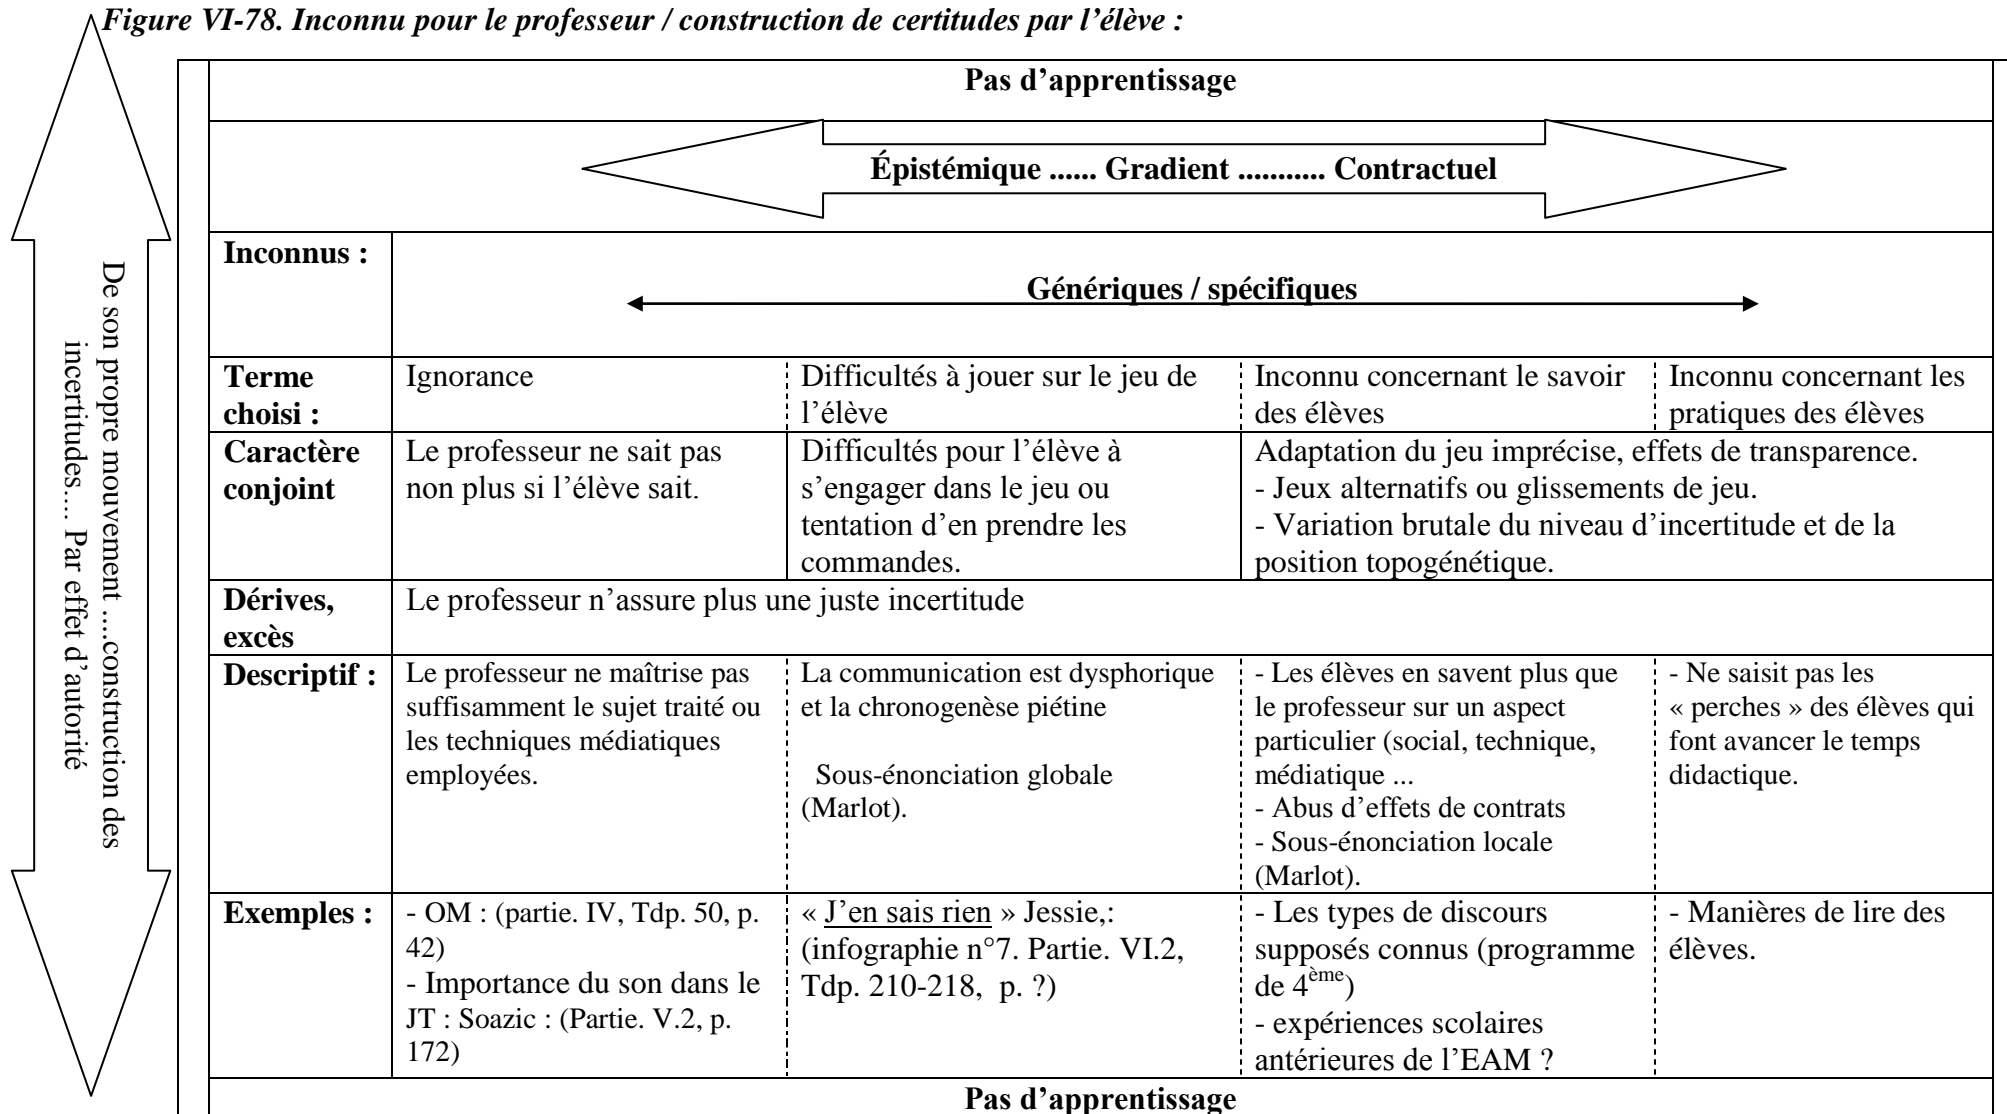 Figure VI-78. Inconnu pour le professeur / construction de certitudes par l'élève :
De son propre mouvement ....construction des
incertitudes.... Par effet d'autorité
Pas d'apprentissage
Épistémique ...... Gradient ........... Contractuel
Inconnus :
Génériques / spécifiques
Terme
choisi :
Ignorance
Difficultés à jouer sur le jeu de
l'élève
Inconnu concernant le savoir
des élèves
Inconnu concernant les
pratiques des élèves
Caractère
conjoint
Le professeur ne sait pas
non plus si l'élève sait.
Difficultés pour l'élève à
s'engager dans le jeu ou
tentation d'en prendre les
commandes.
Adaptation du jeu imprécise, effets de transparence.
- Jeux alternatifs ou glissements de jeu.
- Variation brutale du niveau d'incertitude et de la
position topogénétique.
Dérives,
excès
Le professeur n'assure plus une juste incertitude
Descriptif :
Le professeur ne maîtrise pas
suffisamment le sujet traité ou
les techniques médiatiques
employées.
La communication est dysphorique
et la chronogenèse piétine
Sous-énonciation globale
(Marlot).
- Les élèves en savent plus que
le professeur sur un aspect
particulier (social, technique,
médiatique ...
- Abus d'effets de contrats
- Sous-énonciation locale
(Marlot).
- Ne saisit pas les
« perches » des élèves qui
font avancer le temps
didactique.
Exemples :
- OM : (partie. IV, Tdp. 50, p.
42)
- Importance du son dans le
JT : Soazic : (Partie. V.2, p.
172)
« J'en sais rien » Jessie,:
(infographie n°7. Partie. VI.2,
Tdp. 210-218, p. ?)
- Les types de discours
supposés connus (programme
de 4ème)
- expériences scolaires
antérieures de l'EAM ?
- Manières de lire des
élèves.
Pas d'apprentissage